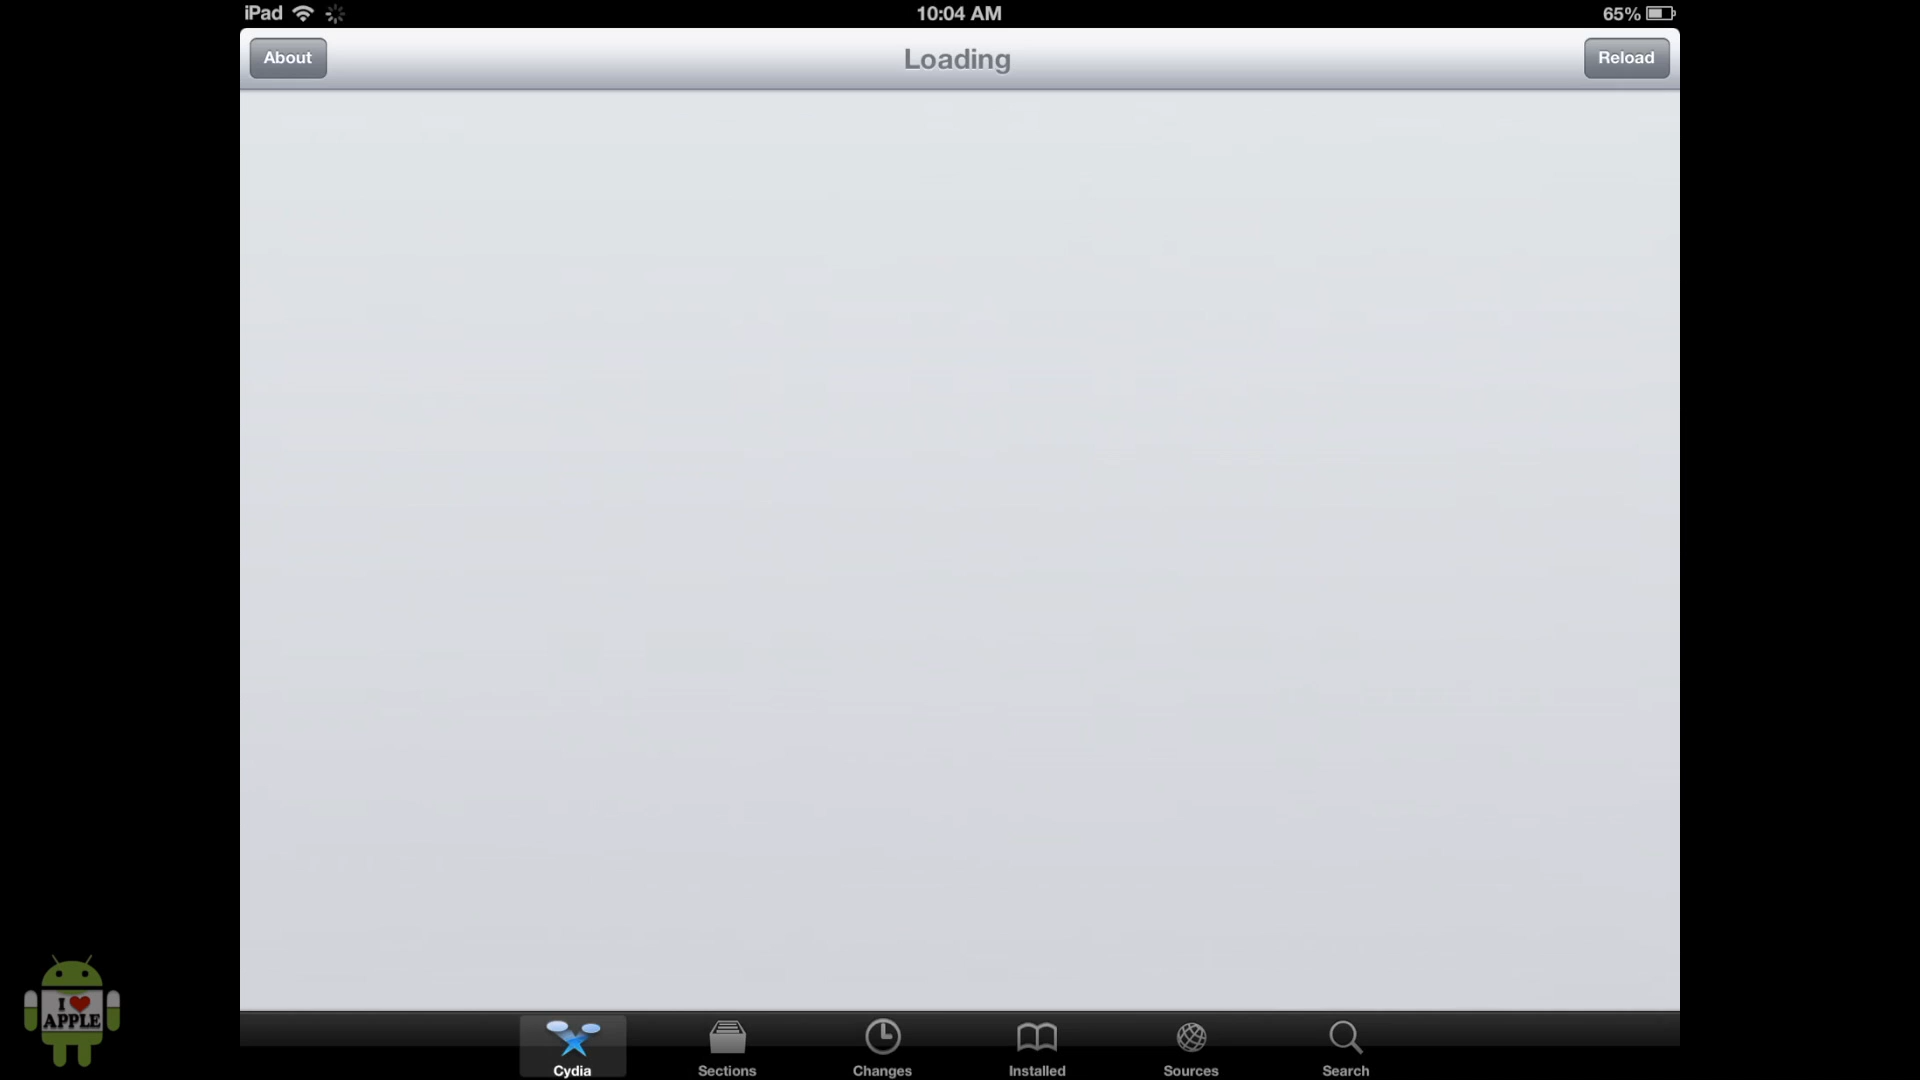 iPad 10:04 AM 65%
About Loading Reload
I ❤ APPLE
Cydia Sections Changes Installed Sources Search